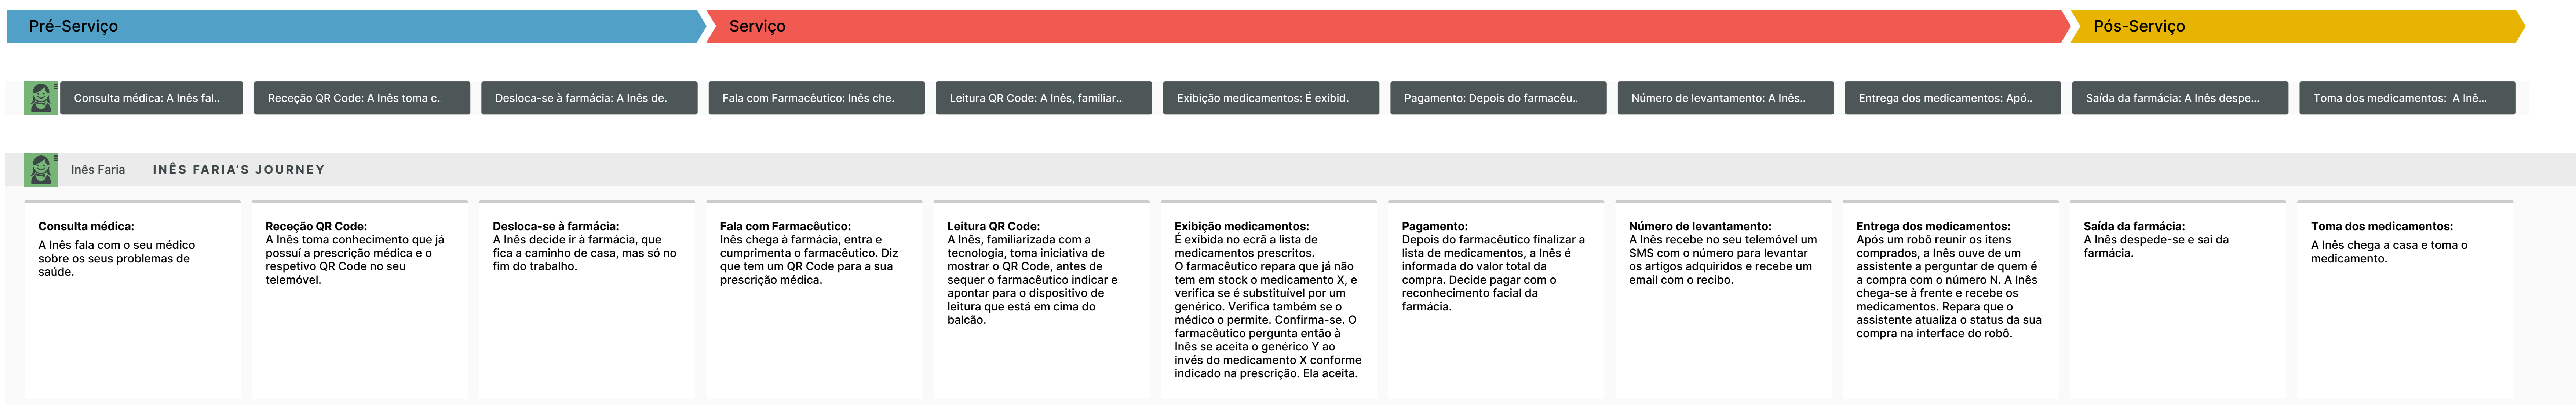 Pré-Serviço
Serviço
Pós-Serviço
Consulta médica: A Inês fal..
Receção QR Code: A Inês toma c.
Desloca-se à farmácia: A Inês de.
Fala com Farmacêutico: Inês che.
Leitura QR Code: A Inês, familiar...
Exibição medicamentos: É exibid.
Pagamento: Depois do farmacêu..
Número de levantamento: A Inês..
Entrega dos medicamentos: Apó..
Saída da farmácia: A Inês despe...
Toma dos medicamentos: A Inê...
Inês Faria
INÊS FARIA'S JOURNEY
Consulta médica:
A Inês fala com o seu médico
sobre os seus problemas de
saúde.
Receção QR Code:
A Inês toma conhecimento que já
possuí a prescrição médica e o
respetivo QR Code no seu
telemóvel.
Desloca-se à farmácia:
A Inês decide ir à farmácia, que
fica a caminho de casa, mas só no
fim do trabalho.
Fala com Farmacêutico:
Inês chega à farmácia, entra e
cumprimenta o farmacêutico. Diz
que tem um QR Code para a sua
prescrição médica.
Leitura QR Code:
A Inês, familiarizada com a
tecnologia, toma iniciativa de
mostrar o QR Code, antes de
sequer o farmacêutico indicar e
apontar para o dispositivo de
leitura que está em cima do
balcão.
Exibição medicamentos:
É exibida no ecrã a lista de
medicamentos prescritos.
O farmacêutico repara que já não
tem em stock o medicamento X, e
verifica se é substituível por um
genérico. Verifica também se o
médico o permite. Confirma-se. O
farmacêutico pergunta então à
Inês se aceita o genérico Y ao
invés do medicamento X conforme
indicado na prescrição. Ela aceita.
Pagamento:
Depois do farmacêutico finalizar a
lista de medicamentos, a Inês é
informada do valor total da
compra. Decide pagar com o
reconhecimento facial da
farmácia.
Número de levantamento:
A Inês recebe no seu telemóvel um
SMS com o número para levantar
os artigos adquiridos e recebe um
email com o recibo.
Entrega dos medicamentos:
Após um robô reunir os itens
comprados, a Inês ouve de um
assistente a perguntar de quem é
a compra com o número N. A Inês
chega-se à frente e recebe os
medicamentos. Repara que o
assistente atualiza o status da sua
compra na interface do robô.
Saída da farmácia:
A Inês despede-se e sai da
farmácia.
Toma dos medicamentos:
A Inês chega a casa e toma o
medicamento.